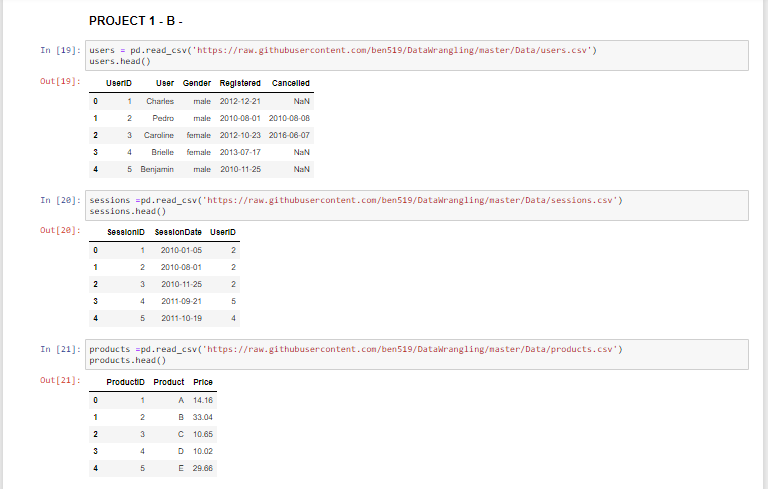 PROJECT 1 - B -
In [19]: users = pd.read_csv('https://raw.githubusercontent.com/ben519/DataWrangling/master/Data/users.csv')
users.head()
Out[19]:
UserID User Gender Registered Cancelled
0 1 Charles male 2012-12-21 NaN
1 2 Pedro male 2010-08-01 2010-08-08
2 3 Caroline female 2012-10-23 2016-06-07
3 4 Brielle female 2013-07-17 NaN
4 5 Benjamin male 2010-11-25 NaN
In [20]: sessions =pd.read_csv('https://raw.githubusercontent.com/ben519/DataWrangling/master/Data/sessions.csv')
sessions.head()
Out[20]:
SessionID SessionDate UserID
0 1 2010-01-05 2
1 2 2010-08-01 2
2 3 2010-11-25 2
3 4 2011-09-21 5
4 5 2011-10-19 4
In [21]: products =pd.read_csv('https://raw.githubusercontent.com/ben519/DataWrangling/master/Data/products.csv')
products.head()
Out[21]:
ProductID Product Price
0 1 A 14.16
1 2 B 33.04
2 3 C 10.65
3 4 D 10.02
4 5 E 29.66